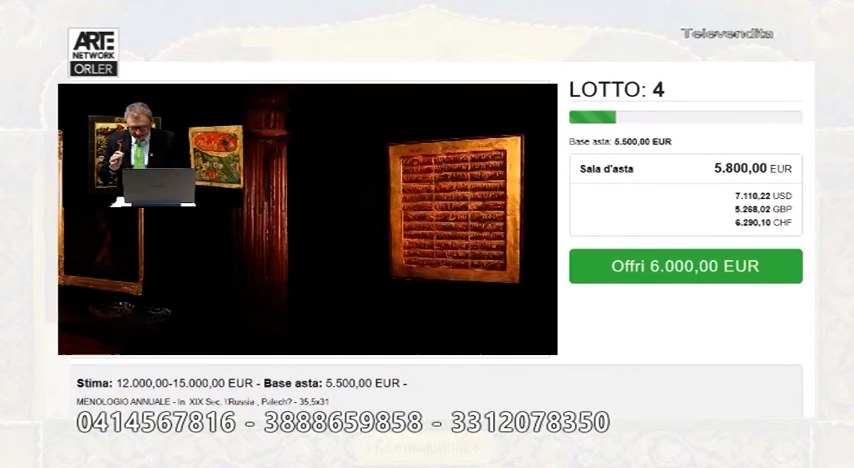 ARTE
NETWORK
ORLER
Televendita
LOTTO: 4
Base asta: 5.500,00 EUR
Sala d'asta 5.800,00 EUR
7.110,22 USD
5.268,02 GBP
6.290,10 CHF
Offri 6.000,00 EUR
Stima: 12.000,00-15.000,00 EUR - Base asta: 5.500,00 EUR -
MENOLOGIO ANNUALE - In. XIX Sec. \Russia , Palech? - 35,5x31
0414567816 - 3888659858 - 3312078350